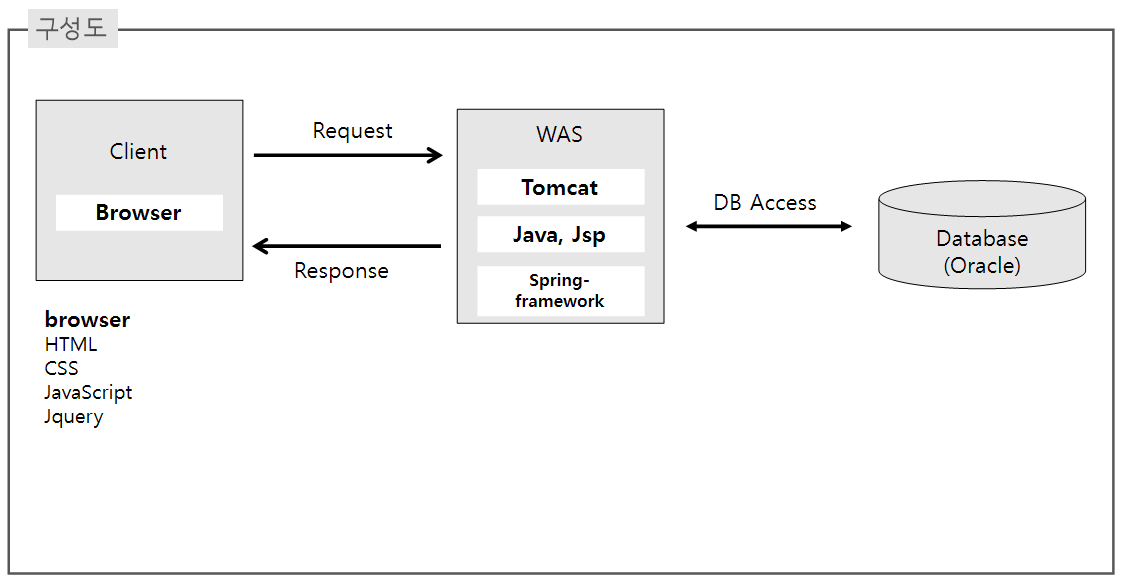 구성도
Client
Browser
browser
HTML
CSS
JavaScript
Jquery
Request
Response
WAS
Tomcat
Java, Jsp
Spring-
framework
DB Access
Database
(Oracle)